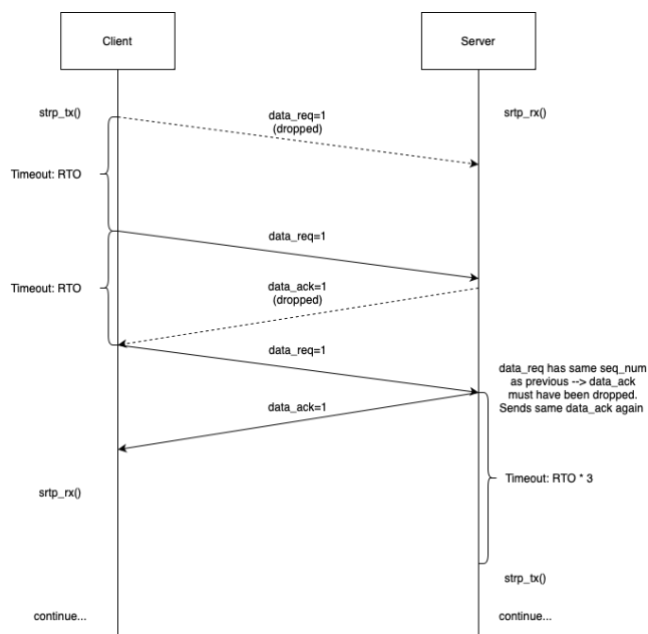 Client
Server
strp_tx()
data_req=1
(dropped)
srtp_rx()
Timeout: RTO
data_req=1
Timeout: RTO
data_ack=1
(dropped)
data_req=1
data_req has same seq_num
as previous --> data_ack
must have been dropped.
Sends same data_ack again
data_ack=1
Timeout: RTO * 3
srtp_rx()
strp_tx()
continue...
continue...